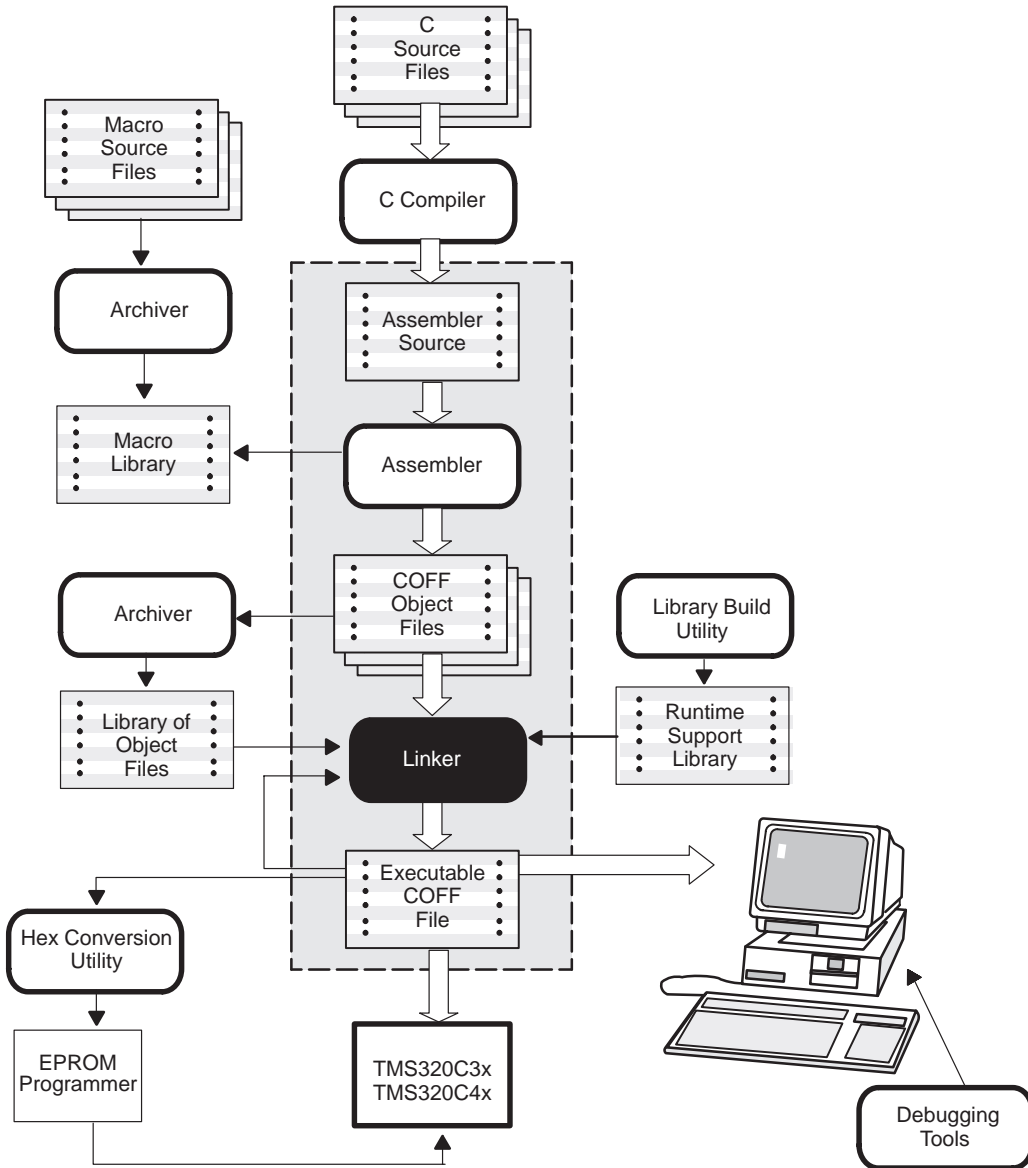 C
Source
Files
Macro
Source
Files
C Compiler
Archiver
Assembler
Source
Macro
Library
Assembler
Archiver
COFF
Object
Files
Library Build
Utility
Library of
Object
Files
Linker
Runtime
Support
Library
Executable
COFF
File
Hex Conversion
Utility
EPROM
Programmer
TMS320C3x
TMS320C4x
Debugging
Tools